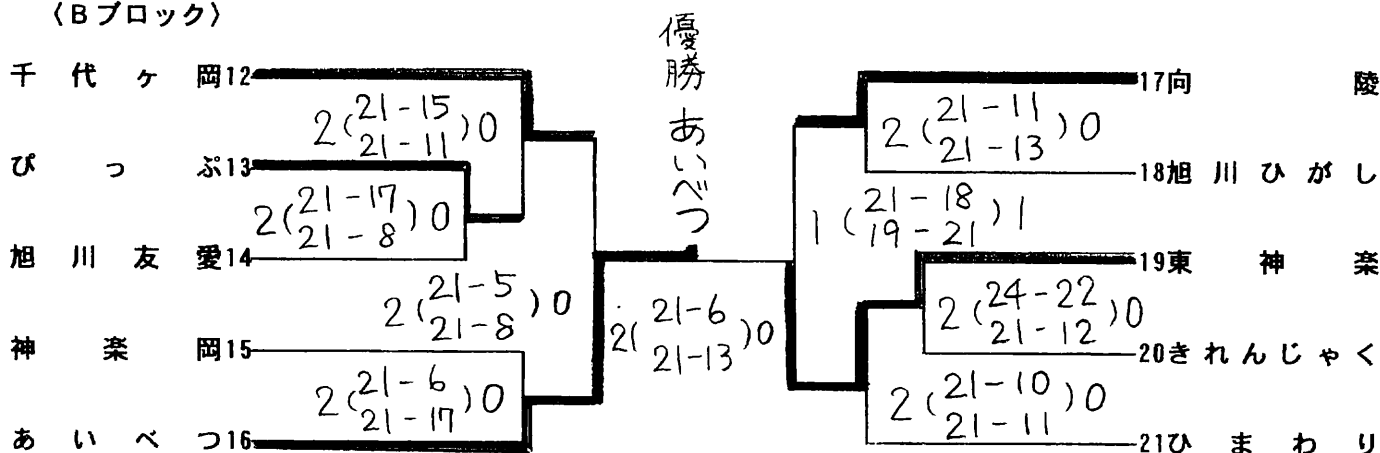 〈Bブロック〉
優勝 あいべつ
千代ヶ岡12
2(21-15 21-11)0
ぴっぷ13
2(21-17 21-8)0
旭川友愛14
2(21-5 21-8)0
神楽岡15
2(21-6 21-17)0
あいべつ16
2(21-6 21-13)0
17向陵
2(21-11 21-13)0
18旭川ひがし
1(21-18 19-21)1
19東神楽
2(24-22 21-12)0
20きれんじゃく
2(21-10 21-11)0
21ひまわり